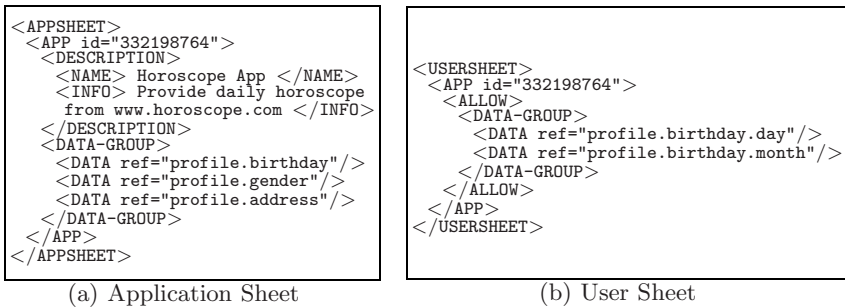 <APPSHEET>
<APP id="332198764">
<DESCRIPTION>
<NAME> Horoscope App </NAME>
<INFO> Provide daily horoscope
from www.horoscope.com </INFO>
</DESCRIPTION>
<DATA-GROUP>
<DATA ref="profile.birthday"/>
<DATA ref="profile.gender"/>
<DATA ref="profile.address"/>
</DATA-GROUP>
</APP>
</APPSHEET>
(a) Application Sheet
<USERSHEET>
<APP id="332198764">
<ALLOW>
<DATA-GROUP>
<DATA ref="profile.birthday.day"/>
<DATA ref="profile.birthday.month"/>
</DATA-GROUP>
</ALLOW>
</APP>
</USERSHEET>
(b) User Sheet